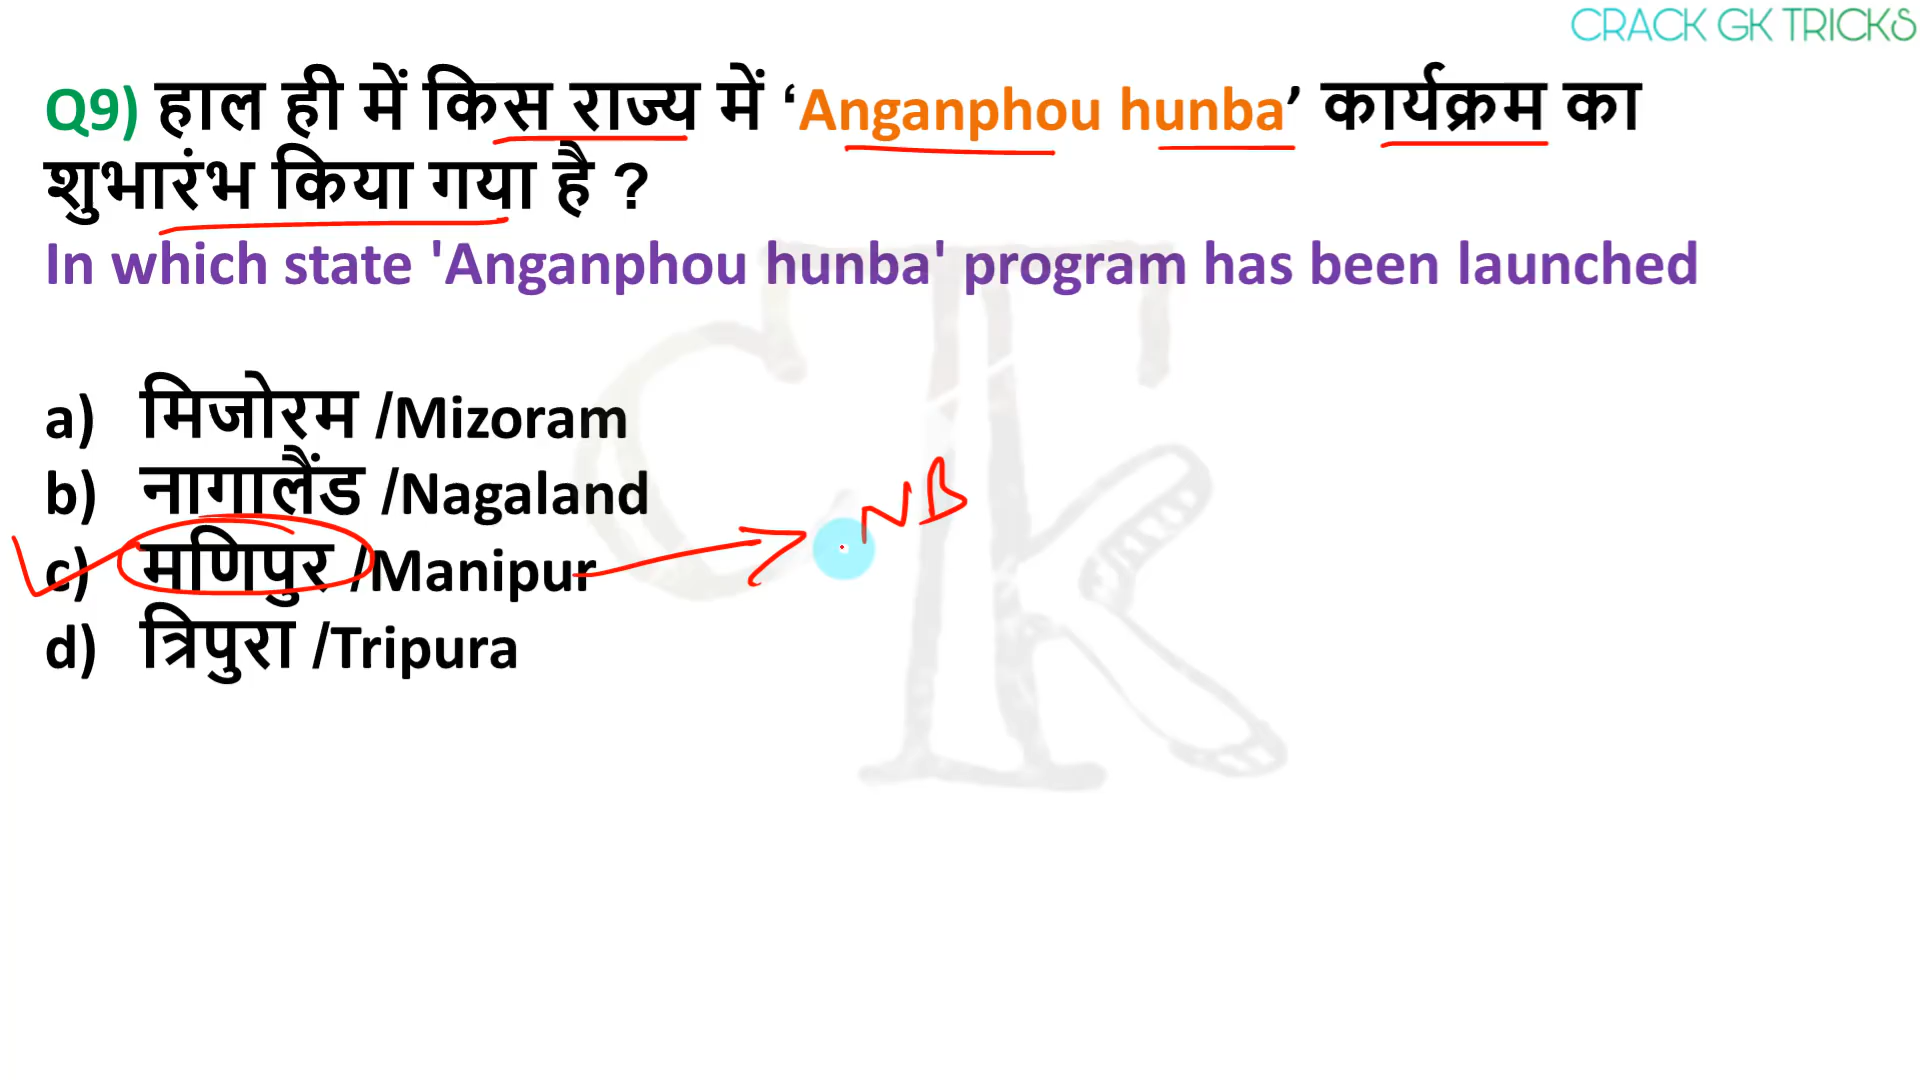 CRACK GK TRICKS
Q9) हाल ही में किस राज्य में ‘Anganphou hunba’ कार्यक्रम का
शुभारंभ किया गया है ?
In which state 'Anganphou hunba' program has been launched
a) मिजोरम /Mizoram
b) नागालैंड /Nagaland
NB
c) मणिपुर /Manipur
d) त्रिपुरा /Tripura